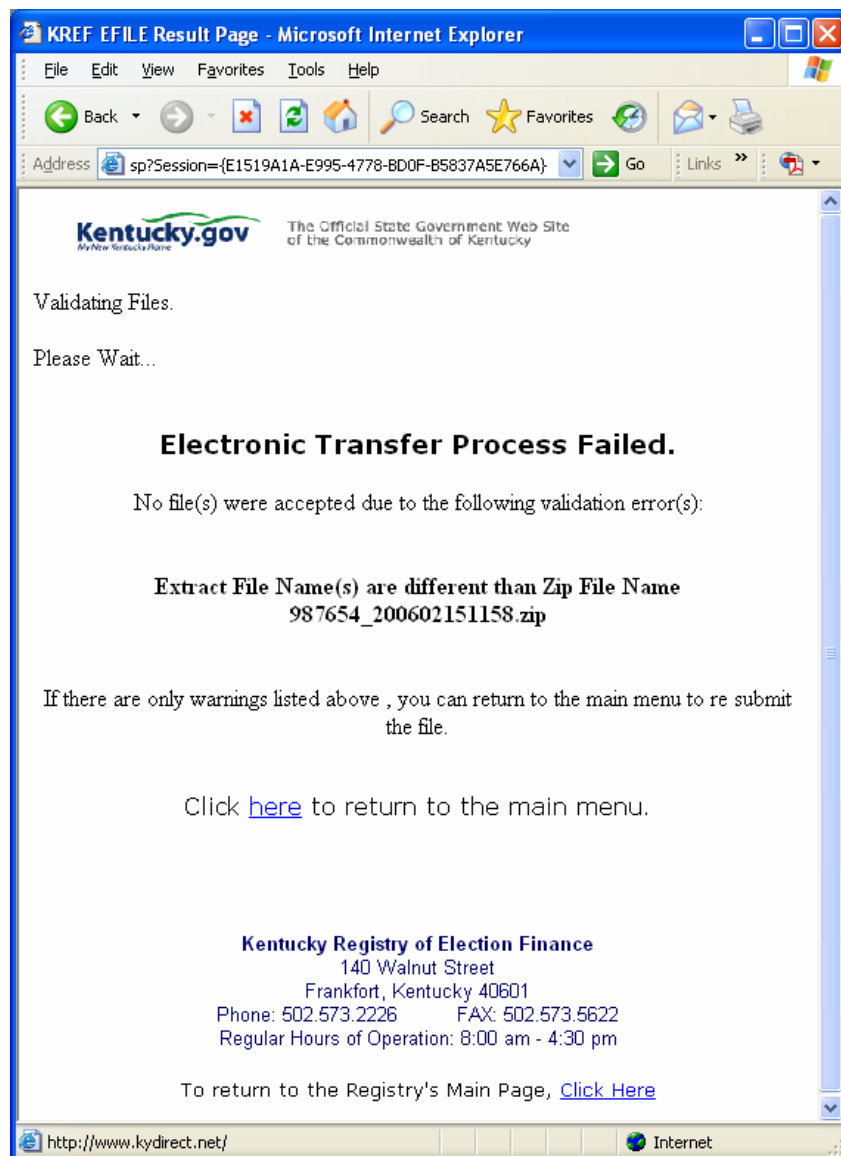 KREF EFILE Result Page - Microsoft Internet Explorer
File Edit View Favorites Tools Help
Back Search Favorites
Address sp?Session={E1519A1A-E995-4778-BD0F-B5837A5E766A} Go Links »
Kentucky.gov The Official State Government Web Site
My New Kentucky Home of the Commonwealth of Kentucky
Validating Files.
Please Wait...
Electronic Transfer Process Failed.
No file(s) were accepted due to the following validation error(s):
Extract File Name(s) are different than Zip File Name
987654_200602151158.zip
If there are only warnings listed above , you can return to the main menu to re submit
the file.
Click here to return to the main menu.
Kentucky Registry of Election Finance
140 Walnut Street
Frankfort, Kentucky 40601
Phone: 502.573.2226 FAX: 502.573.5622
Regular Hours of Operation: 8:00 am - 4:30 pm
To return to the Registry's Main Page, Click Here
http://www.kydirect.net/ Internet